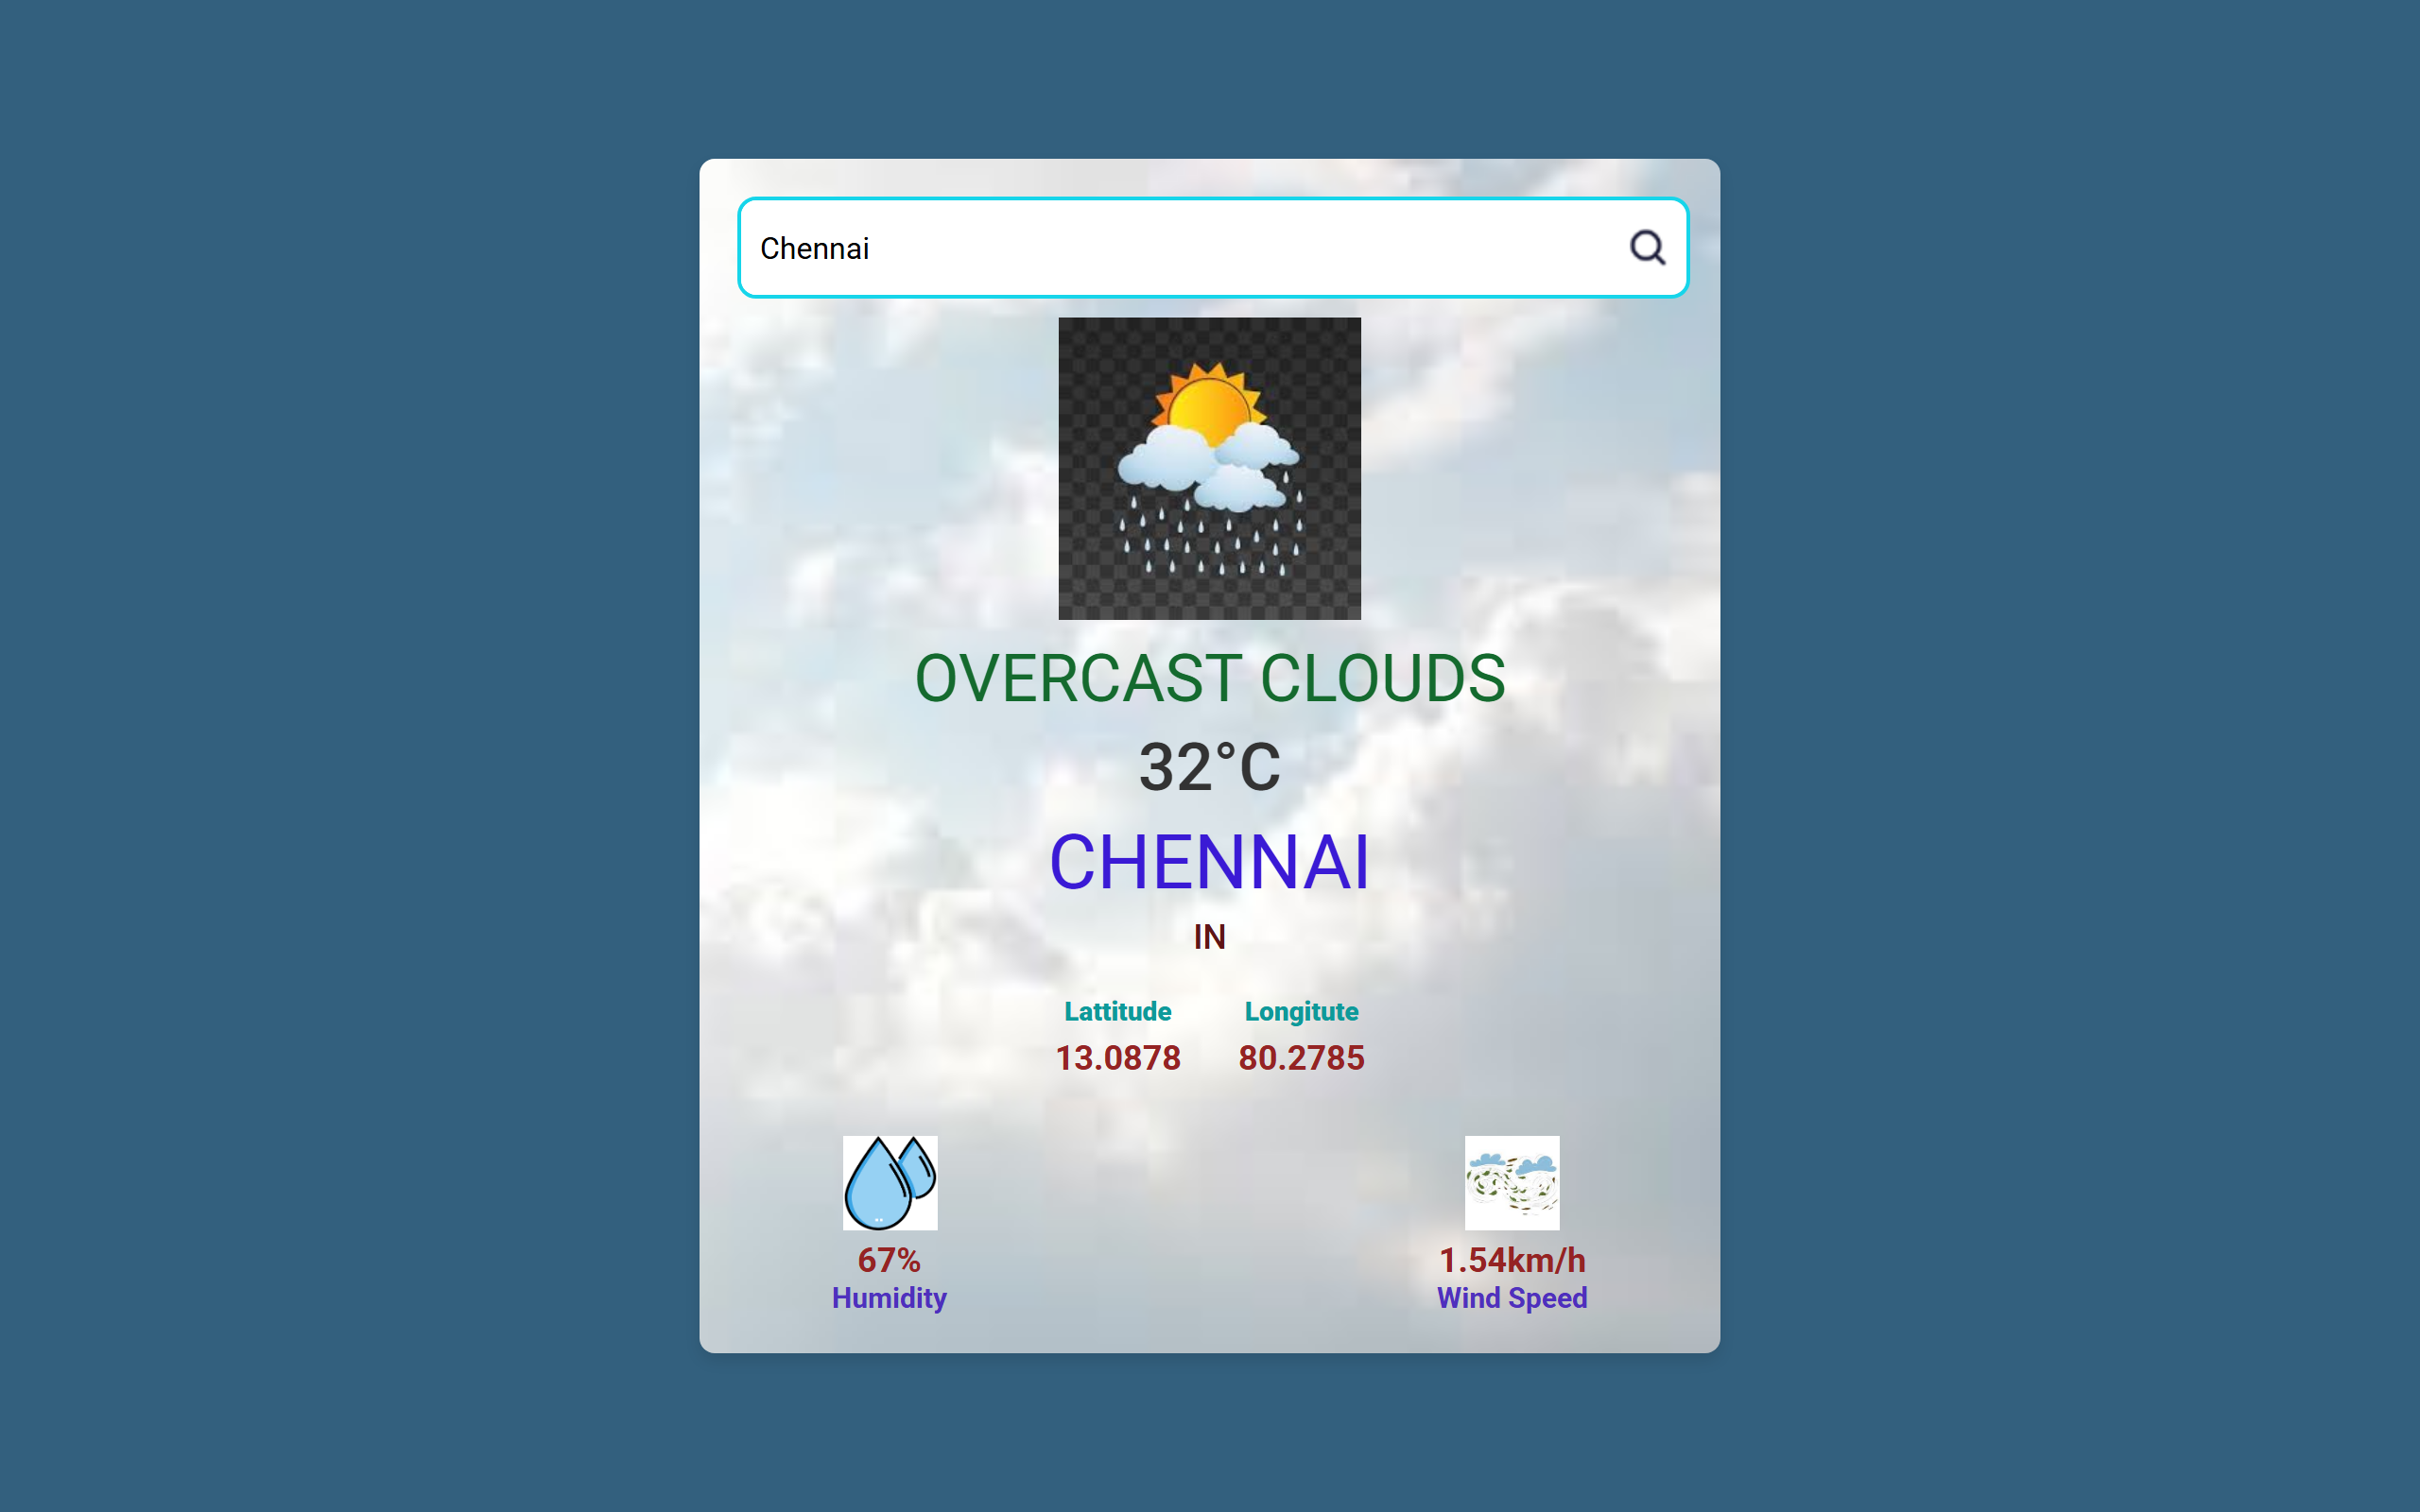 Chennai
OVERCAST CLOUDS
32°C
CHENNAI
IN
Lattitude Longitute
13.0878 80.2785
67% 1.54km/h
Humidity Wind Speed